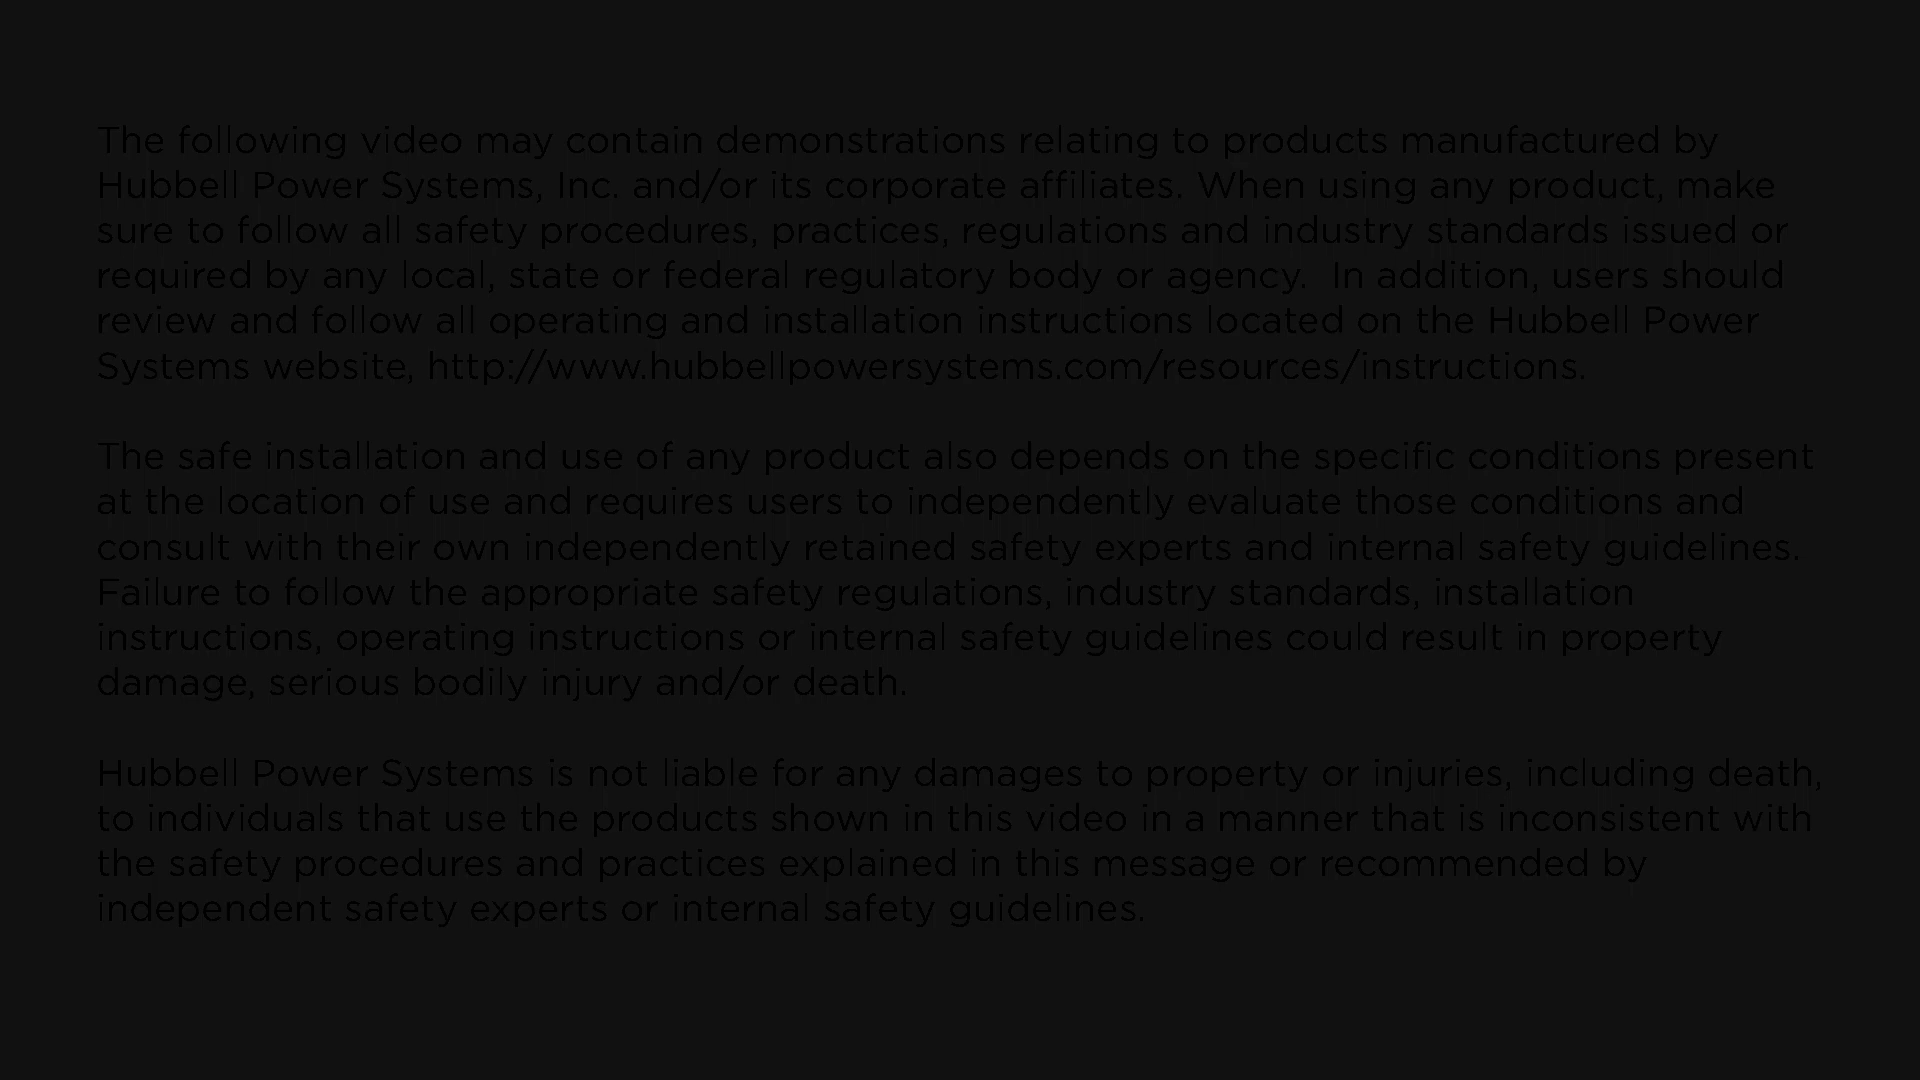 The following video may contain demonstrations relating to products manufactured by
Hubbell Power Systems, Inc. and/or its corporate affiliates. When using any product, make
sure to follow all safety procedures, practices, regulations and industry standards issued or
required by any local, state or federal regulatory body or agency.  In addition, users should
review and follow all operating and installation instructions located on the Hubbell Power
Systems website, http://www.hubbellpowersystems.com/resources/instructions.

The safe installation and use of any product also depends on the specific conditions present
at the location of use and requires users to independently evaluate those conditions and
consult with their own independently retained safety experts and internal safety guidelines.
Failure to follow the appropriate safety regulations, industry standards, installation
instructions, operating instructions or internal safety guidelines could result in property
damage, serious bodily injury and/or death.

Hubbell Power Systems is not liable for any damages to property or injuries, including death,
to individuals that use the products shown in this video in a manner that is inconsistent with
the safety procedures and practices explained in this message or recommended by
independent safety experts or internal safety guidelines.